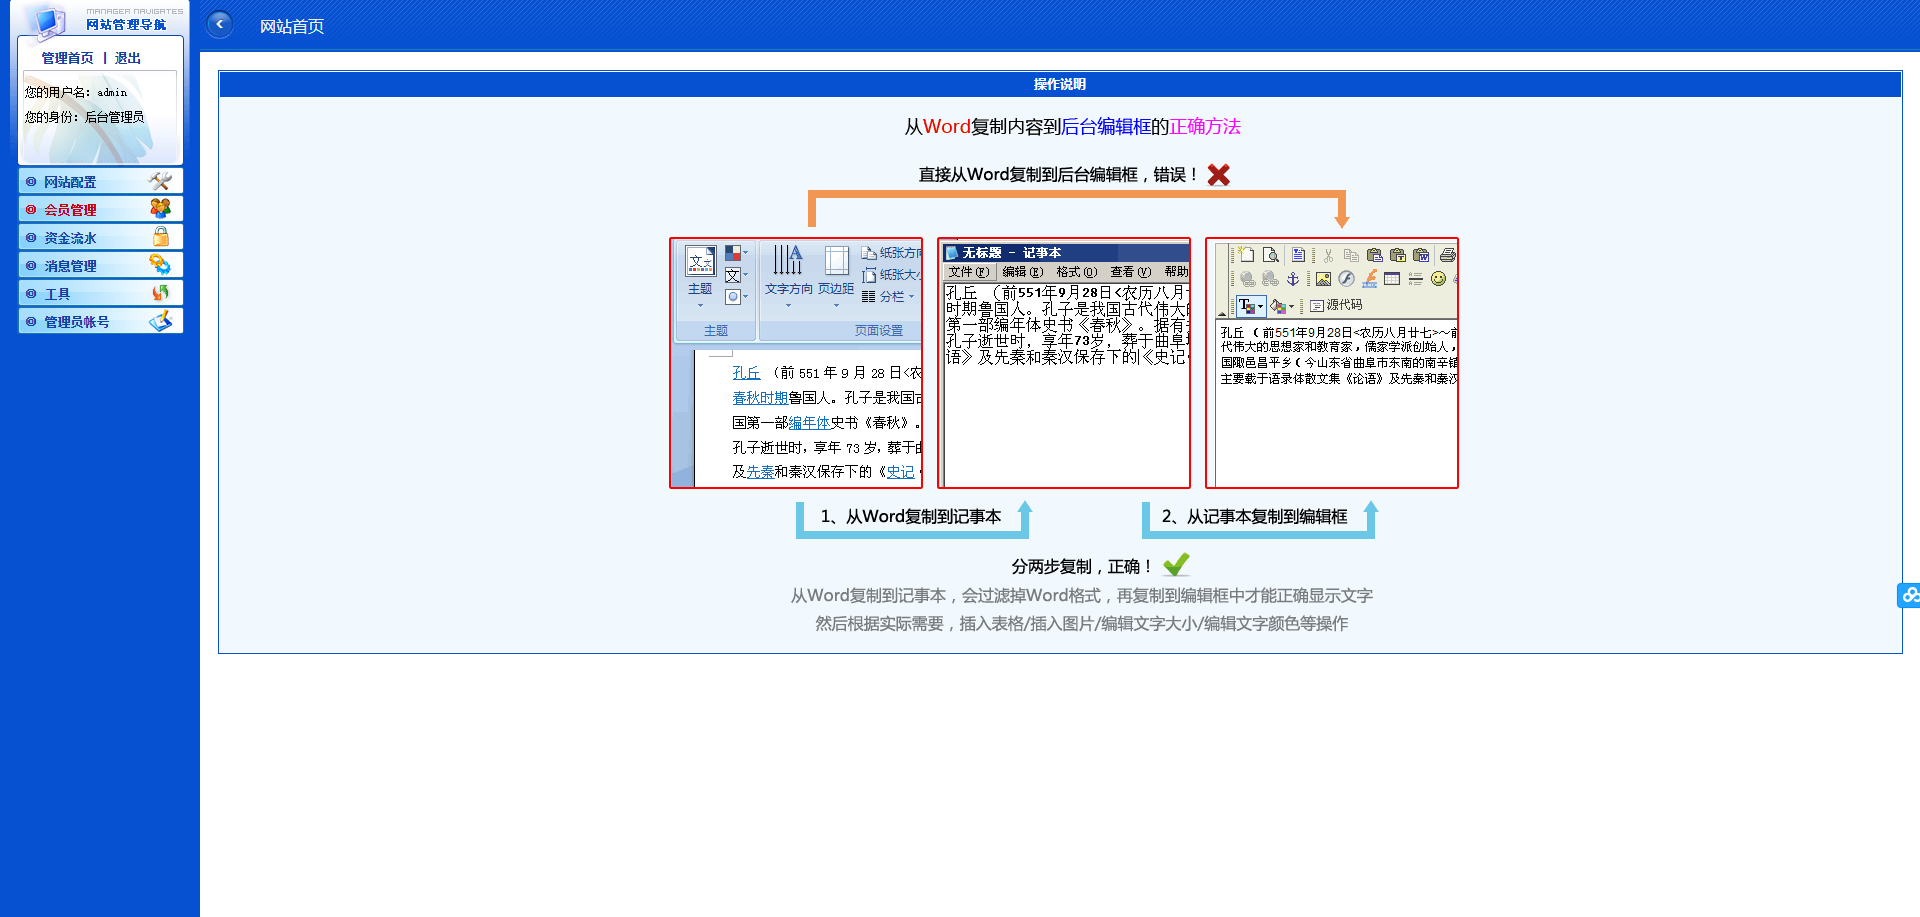 MANAGER NAVIGATES
网站管理导航
管理首页 | 退出
您的用户名: admin
您的身份: 后台管理员
网站配置
会员管理
资金流水
消息管理
工具
管理员帐号
网站首页
操作说明
从Word复制内容到后台编辑框的正确方法
直接从Word复制到后台编辑框，错误！
文文
主题
文
文字方向
A
页边距
纸张方向
纸张大小
分栏
主题
页面设置
孔丘 （前 551 年 9 月 28 日<农
春秋时期鲁国人。孔子是我国古
国第一部编年体史书《春秋》。
孔子逝世时，享年 73 岁，葬于曲
及先秦和秦汉保存下的《史记
无标题 - 记事本
文件(F) 编辑(E) 格式(O) 查看(V) 帮助
孔丘 （前551年9月28日<农历八月廿
时期鲁国人。孔子是我国古代伟大的
第一部编年体史书《春秋》。据有关
孔子逝世时，享年73岁，葬于曲阜城
语》及先秦和秦汉保存下的《史记
T
源代码
孔丘 （前551年9月28日<农历八月廿七>～前
代伟大的思想家和教育家，儒家学派创始人，
国陬邑昌平乡（今山东省曲阜市东南的南辛镇
主要载于语录体散文集《论语》及先秦和秦汉
1、从Word复制到记事本
2、从记事本复制到编辑框
分两步复制，正确！
从Word复制到记事本，会过滤掉Word格式，再复制到编辑框中才能正确显示文字
然后根据实际需要，插入表格/插入图片/编辑文字大小/编辑文字颜色等操作